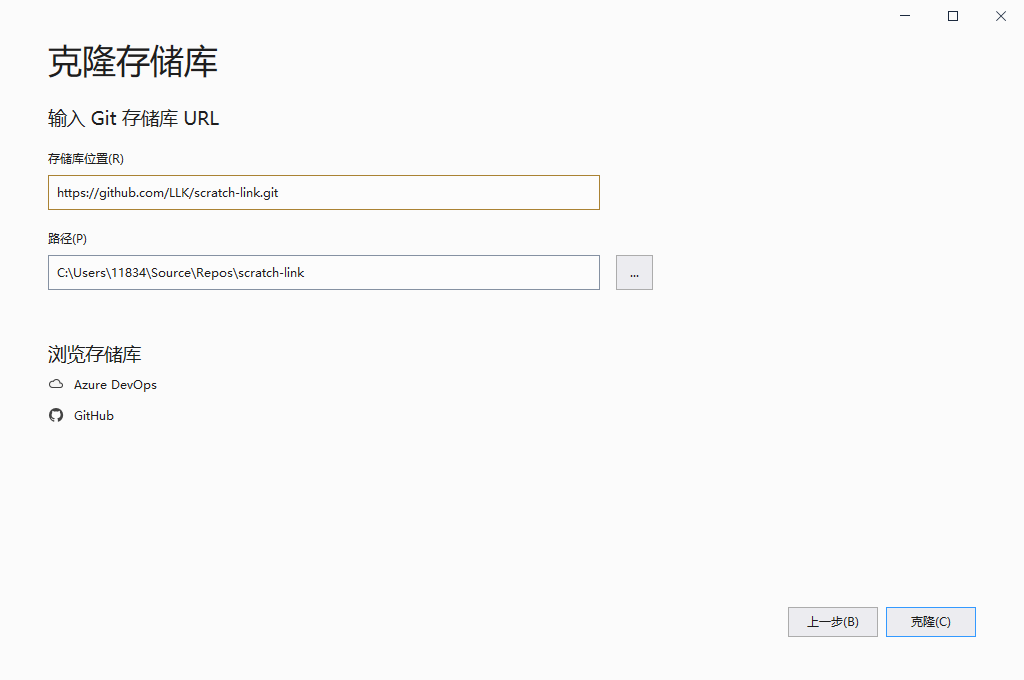 克隆存储库
输入 Git 存储库 URL
存储库位置(R)
https://github.com/LLK/scratch-link.git
路径(P)
C:\Users\11834\Source\Repos\scratch-link
...
浏览存储库
Azure DevOps
GitHub
上一步(B)
克隆(C)